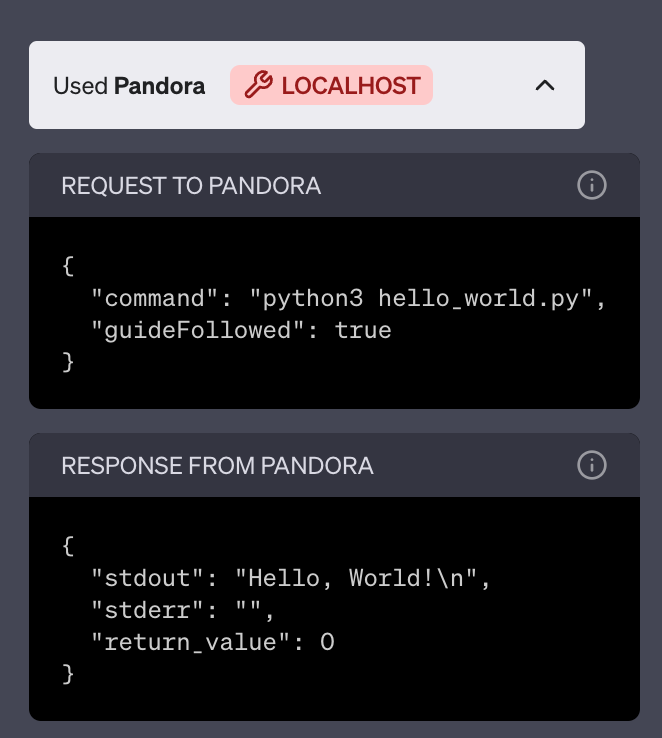 Used Pandora LOCALHOST
REQUEST TO PANDORA
{
"command": "python3 hello_world.py",
"guideFollowed": true
}
RESPONSE FROM PANDORA
{
"stdout": "Hello, World!\n",
"stderr": "",
"return_value": 0
}